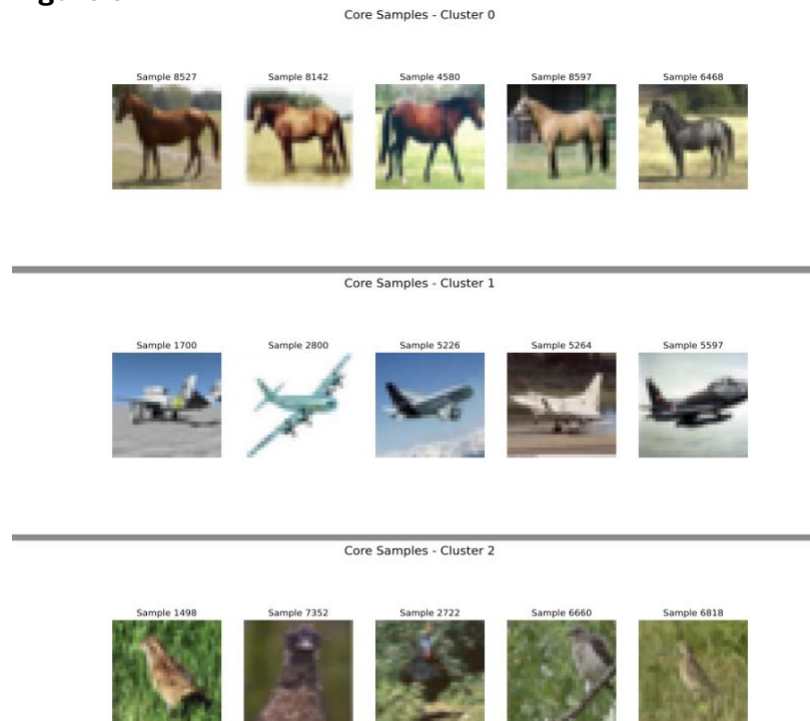 Core Samples - Cluster 0
Sample 8527 Sample 8142 Sample 4580 Sample 8597 Sample 6468
Core Samples - Cluster 1
Sample 1700 Sample 2800 Sample 5226 Sample 5264 Sample 5597
Core Samples - Cluster 2
Sample 1498 Sample 7352 Sample 2722 Sample 6660 Sample 6818